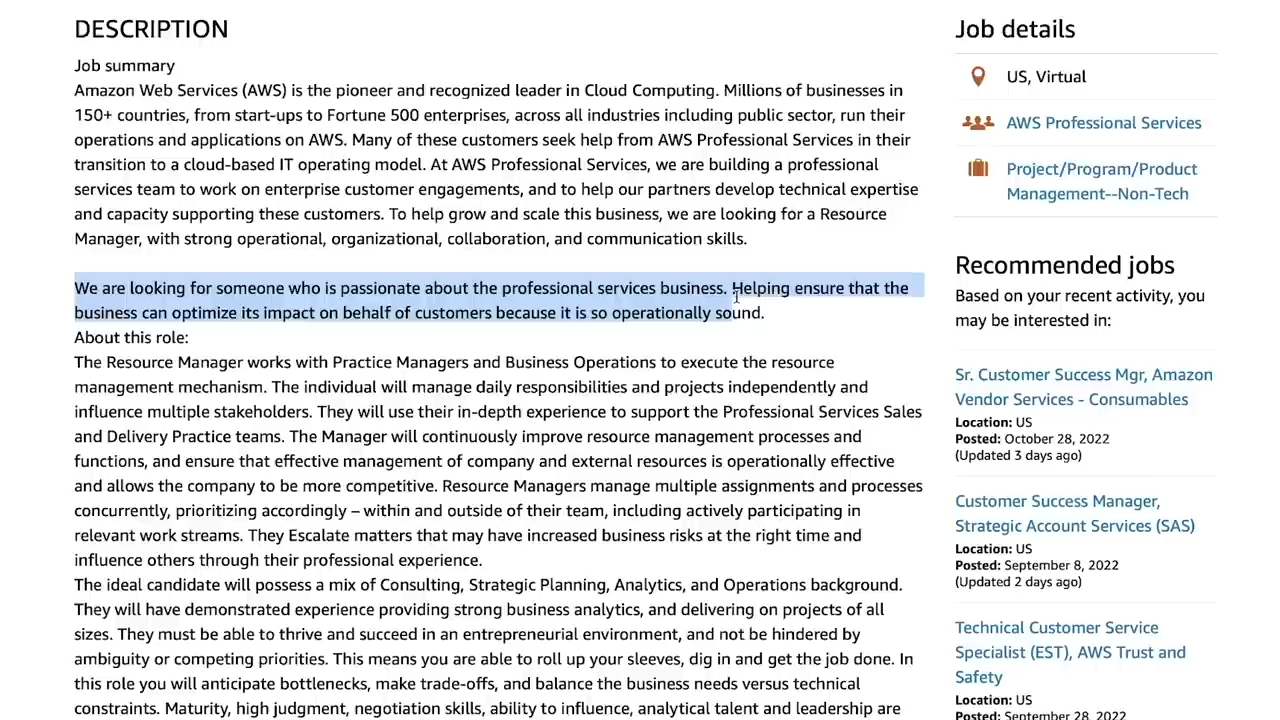 DESCRIPTION
Job summary
Amazon Web Services (AWS) is the pioneer and recognized leader in Cloud Computing. Millions of businesses in
150+ countries, from start-ups to Fortune 500 enterprises, across all industries including public sector, run their
operations and applications on AWS. Many of these customers seek help from AWS Professional Services in their
transition to a cloud-based IT operating model. At AWS Professional Services, we are building a professional
services team to work on enterprise customer engagements, and to help our partners develop technical expertise
and capacity supporting these customers. To help grow and scale this business, we are looking for a Resource
Manager, with strong operational, organizational, collaboration, and communication skills.
We are looking for someone who is passionate about the professional services business. Helping ensure that the
business can optimize its impact on behalf of customers because it is so operationally sound.
About this role:
The Resource Manager works with Practice Managers and Business Operations to execute the resource
management mechanism. The individual will manage daily responsibilities and projects independently and
influence multiple stakeholders. They will use their in-depth experience to support the Professional Services Sales
and Delivery Practice teams. The Manager will continuously improve resource management processes and
functions, and ensure that effective management of company and external resources is operationally effective
and allows the company to be more competitive. Resource Managers manage multiple assignments and processes
concurrently, prioritizing accordingly – within and outside of their team, including actively participating in
relevant work streams. They Escalate matters that may have increased business risks at the right time and
influence others through their professional experience.
The ideal candidate will possess a mix of Consulting, Strategic Planning, Analytics, and Operations background.
They will have demonstrated experience providing strong business analytics, and delivering on projects of all
sizes. They must be able to thrive and succeed in an entrepreneurial environment, and not be hindered by
ambiguity or competing priorities. This means you are able to roll up your sleeves, dig in and get the job done. In
this role you will anticipate bottlenecks, make trade-offs, and balance the business needs versus technical
constraints. Maturity, high judgment, negotiation skills, ability to influence, analytical talent and leadership are
Job details
US, Virtual
AWS Professional Services
Project/Program/Product
Management--Non-Tech
Recommended jobs
Based on your recent activity, you
may be interested in:
Sr. Customer Success Mgr, Amazon
Vendor Services - Consumables
Location: US
Posted: October 28, 2022
(Updated 3 days ago)
Customer Success Manager,
Strategic Account Services (SAS)
Location: US
Posted: September 8, 2022
(Updated 2 days ago)
Technical Customer Service
Specialist (EST), AWS Trust and
Safety
Location: US
Posted: September 28, 2022